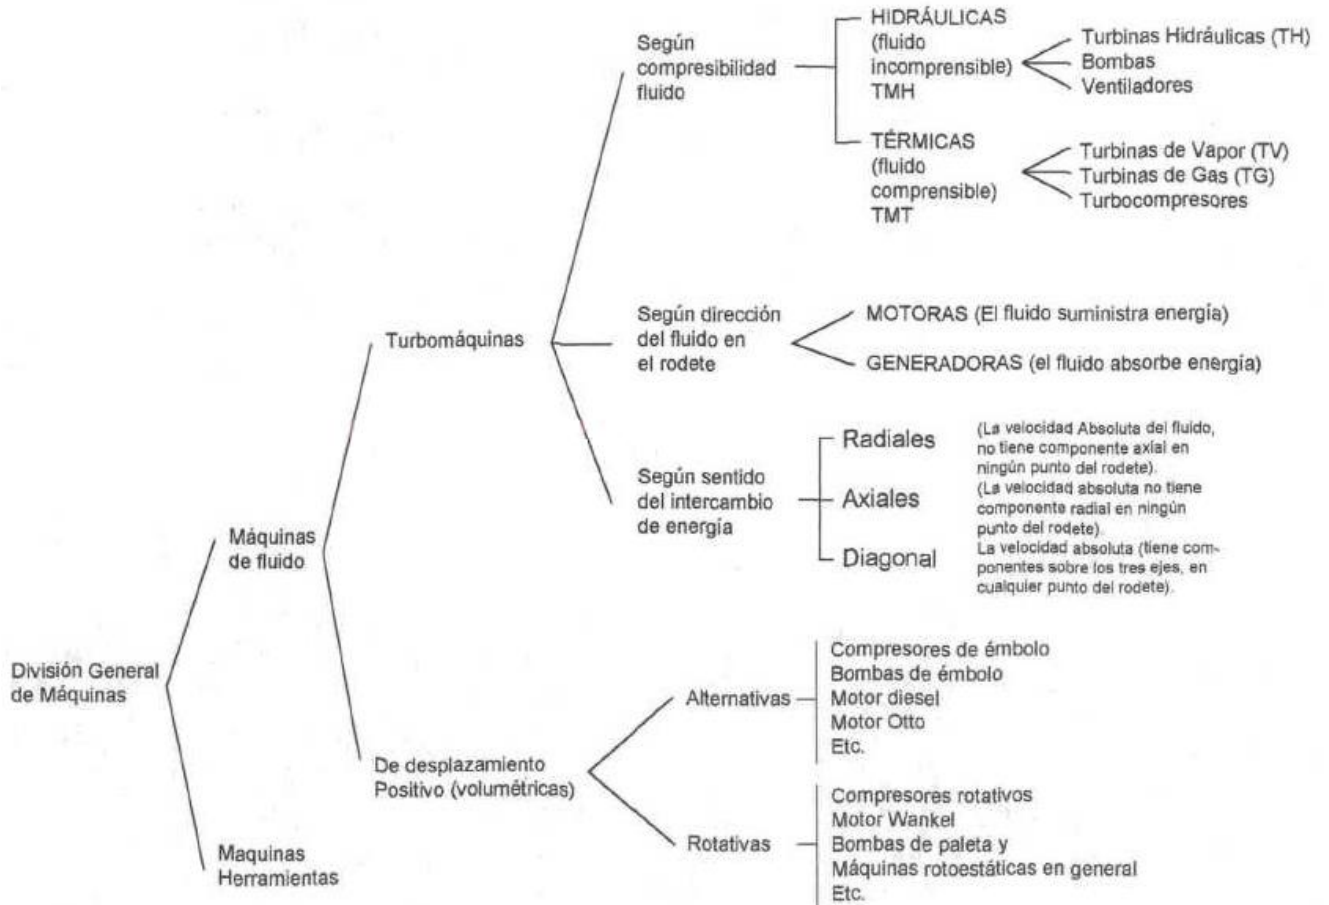 División General
de Máquinas
Máquinas
de fluido
Maquinas
Herramientas
Turbomáquinas
De desplazamiento
Positivo (volumétricas)
Según
compresibilidad
fluido
HIDRÁULICAS
(fluido
incomprensible)
TMH
Turbinas Hidráulicas (TH)
Bombas
Ventiladores
TÉRMICAS
(fluido
comprensible)
TMT
Turbinas de Vapor (TV)
Turbinas de Gas (TG)
Turbocompresores
Según dirección
del fluido en
el rodete
MOTORAS (El fluido suministra energía)
GENERADORAS (el fluido absorbe energía)
Según sentido
del intercambio
de energía
Radiales
(La velocidad Absoluta del fluido,
no tiene componente axial en
ningún punto del rodete).
Axiales
(La velocidad absoluta no tiene
componente radial en ningún
punto del rodete).
Diagonal
La velocidad absoluta (tiene com-
ponentes sobre los tres ejes, en
cualquier punto del rodete).
Alternativas
Compresores de émbolo
Bombas de émbolo
Motor diesel
Motor Otto
Etc.
Rotativas
Compresores rotativos
Motor Wankel
Bombas de paleta y
Máquinas rotoestáticas en general
Etc.